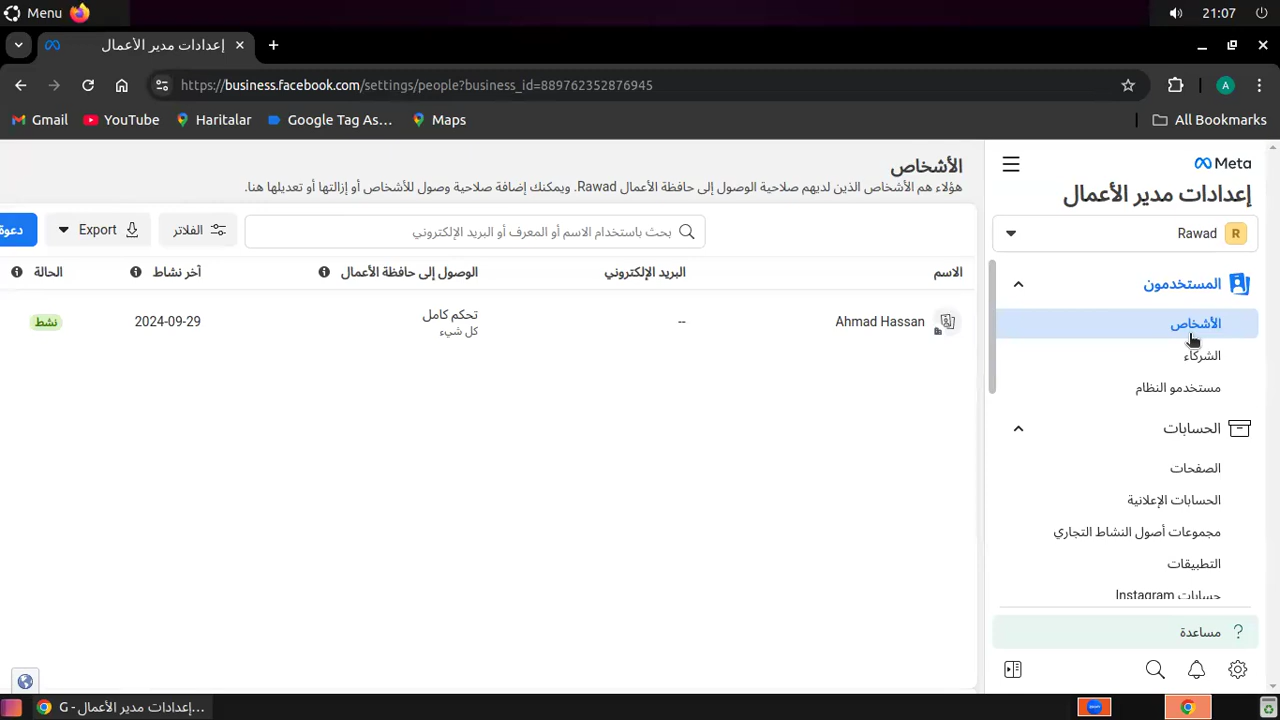 Menu
21:07
إعدادات مدير الأعمال
https://business.facebook.com/settings/people?business_id=889762352876945
A
Gmail
YouTube
Haritalar
Google Tag As...
Maps
All Bookmarks
Meta
إعدادات مدير الأعمال
R
Rawad
المستخدمون
الأشخاص
الشركاء
مستخدمو النظام
الحسابات
الصفحات
الحسابات الإعلانية
مجموعات أصول النشاط التجاري
التطبيقات
حسابات Instagram
مساعدة
الأشخاص
هؤلاء هم الأشخاص الذين لديهم صلاحية الوصول إلى حافظة الأعمال Rawad. ويمكنك إضافة صلاحية وصول للأشخاص أو إزالتها أو تعديلها هنا.
بحث باستخدام الاسم أو المعرف أو البريد الإلكتروني
الفلاتر
Export
دعوة
الاسم
البريد الإلكتروني
الوصول إلى حافظة الأعمال
آخر نشاط
الحالة
Ahmad Hassan
--
تحكم كامل
كل شيء
2024-09-29
نشط
G - إعدادات مدير الأعمال...
zoom